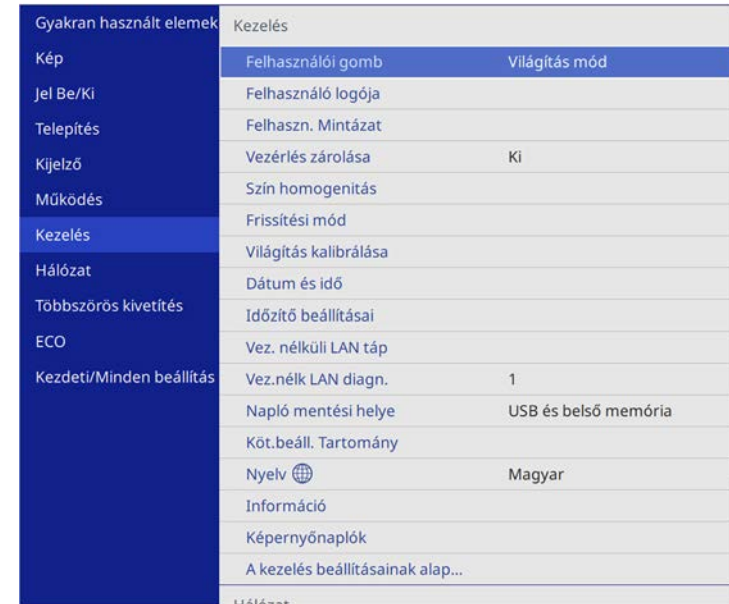 Gyakran használt elemek
Kép
Jel Be/Ki
Telepítés
Kijelző
Működés
Kezelés
Hálózat
Többszörös kivetítés
ECO
Kezdeti/Minden beállítás
Kezelés
Felhasználói gomb Világítás mód
Felhasználó logója
Felhaszn. Mintázat
Vezérlés zárolása Ki
Szín homogenitás
Frissítési mód
Világítás kalibrálása
Dátum és idő
Időzítő beállításai
Vez. nélküli LAN táp
Vez.nélk LAN diagn. 1
Napló mentési helye USB és belső memória
Köt.beáll. Tartomány
Nyelv Magyar
Információ
Képernyőnaplók
A kezelés beállításainak alap...
Hálózat